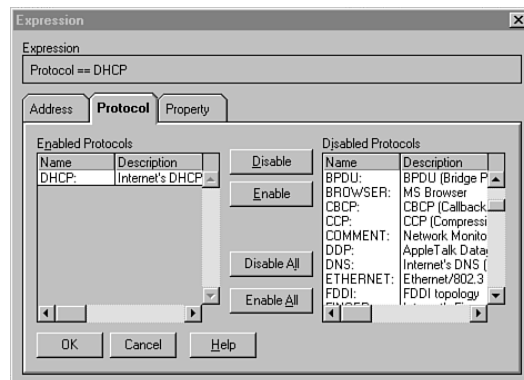 Expression
Expression
Protocol == DHCP
Address Protocol Property
Enabled Protocols
Name Description
DHCP: Internet's DHCP
Disable
Enable
Disable All
Enable All
Disabled Protocols
Name Description
BPDU: BPDU (Bridge P
BROWSER: MS Browser
CBCP: CBCP (Callback
CCP: CCP (Compressi
COMMENT: Network Monito
DDP: AppleTalk Data
DNS: Internet's DNS (
ETHERNET: Ethernet/802.3
FDDI: FDDI topology
OK Cancel Help